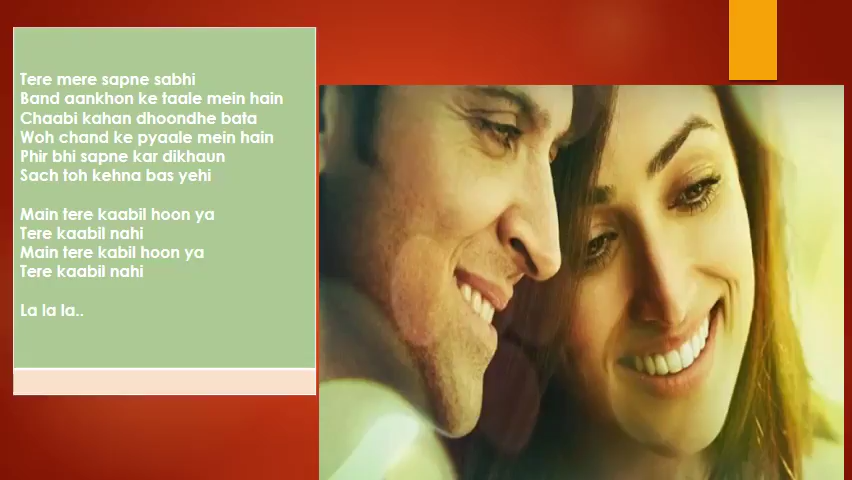 Tere mere sapne sabhi
Band aankhon ke taale mein hain
Chaabi kahan dhoondhe bata
Woh chand ke pyaale mein hain
Phir bhi sapne kar dikhaun
Sach toh kehna bas yehi

Main tere kaabil hoon ya
Tere kaabil nahi
Main tere kabil hoon ya
Tere kaabil nahi

La la la..